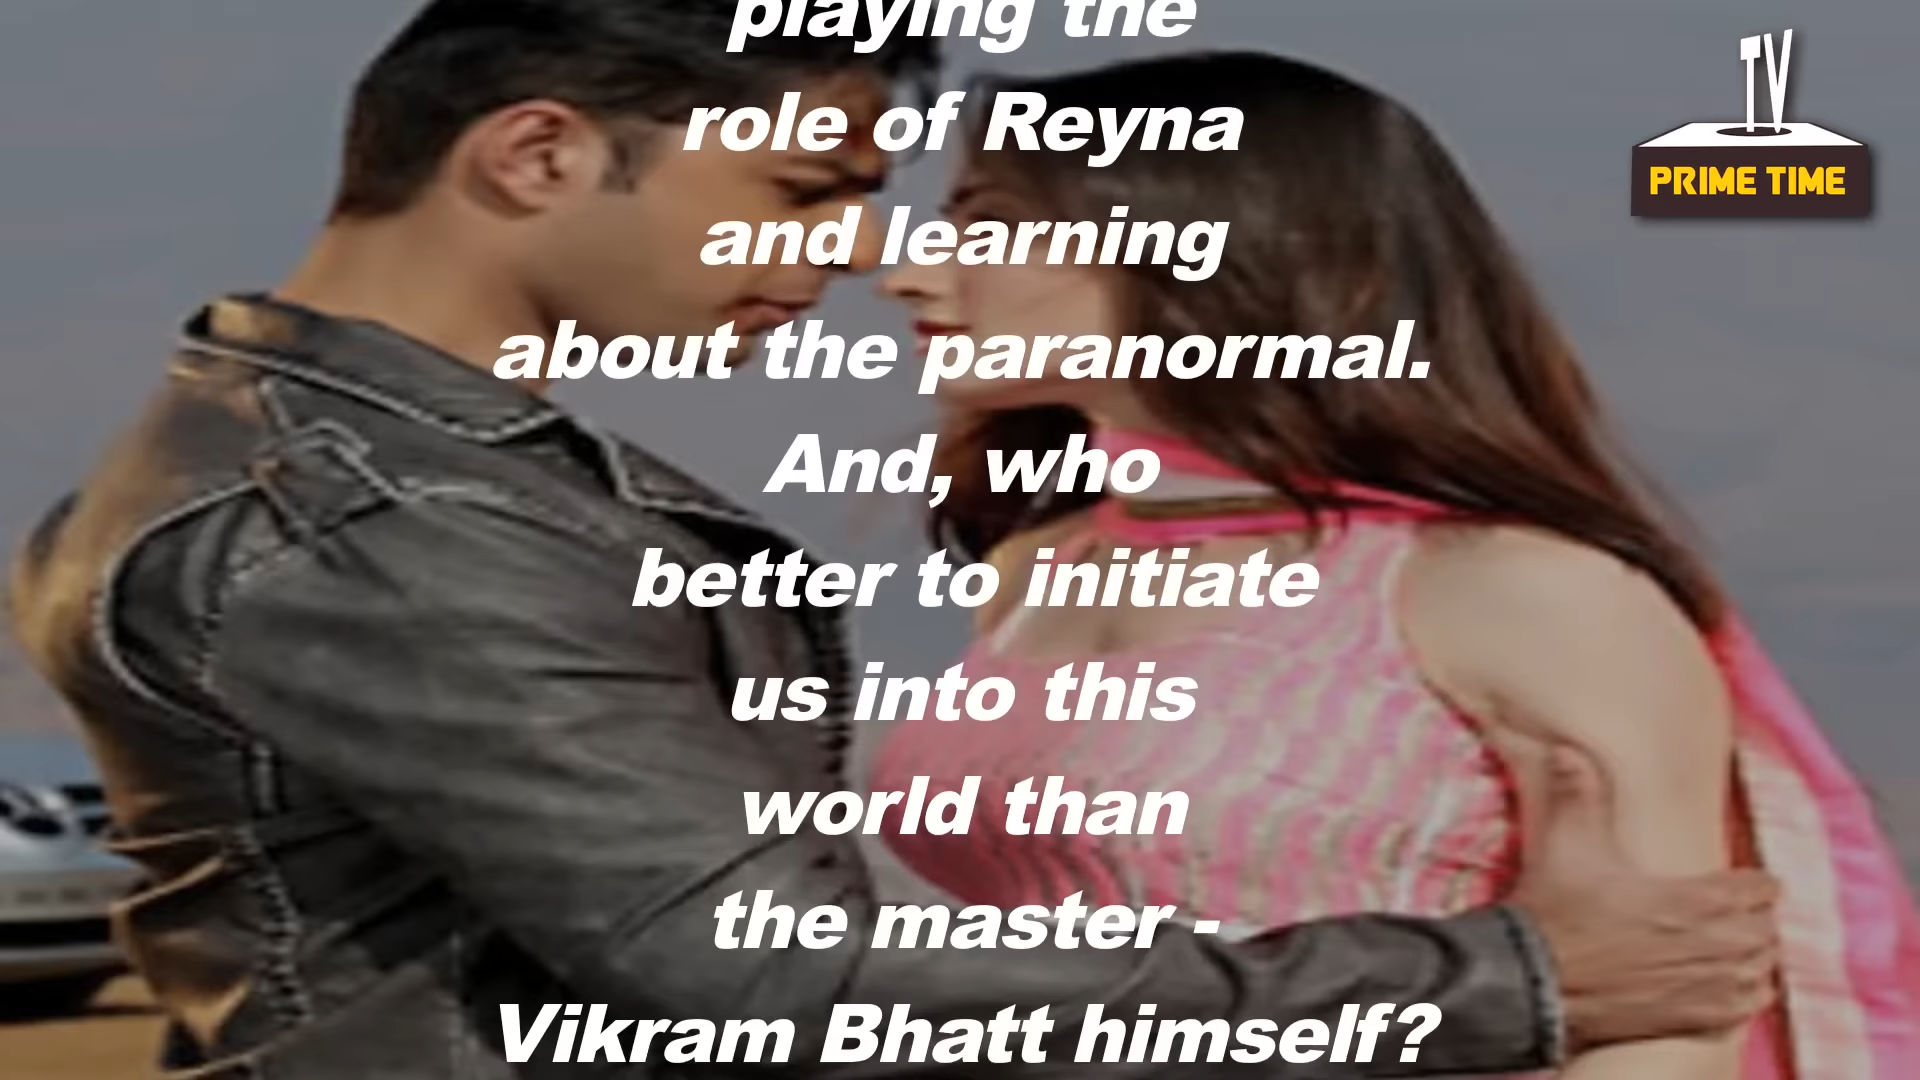 playing the
role of Reyna
and learning
about the paranormal.
And, who
better to initiate
us into this
world than
the master -
Vikram Bhatt himself?
TV
PRIME TIME